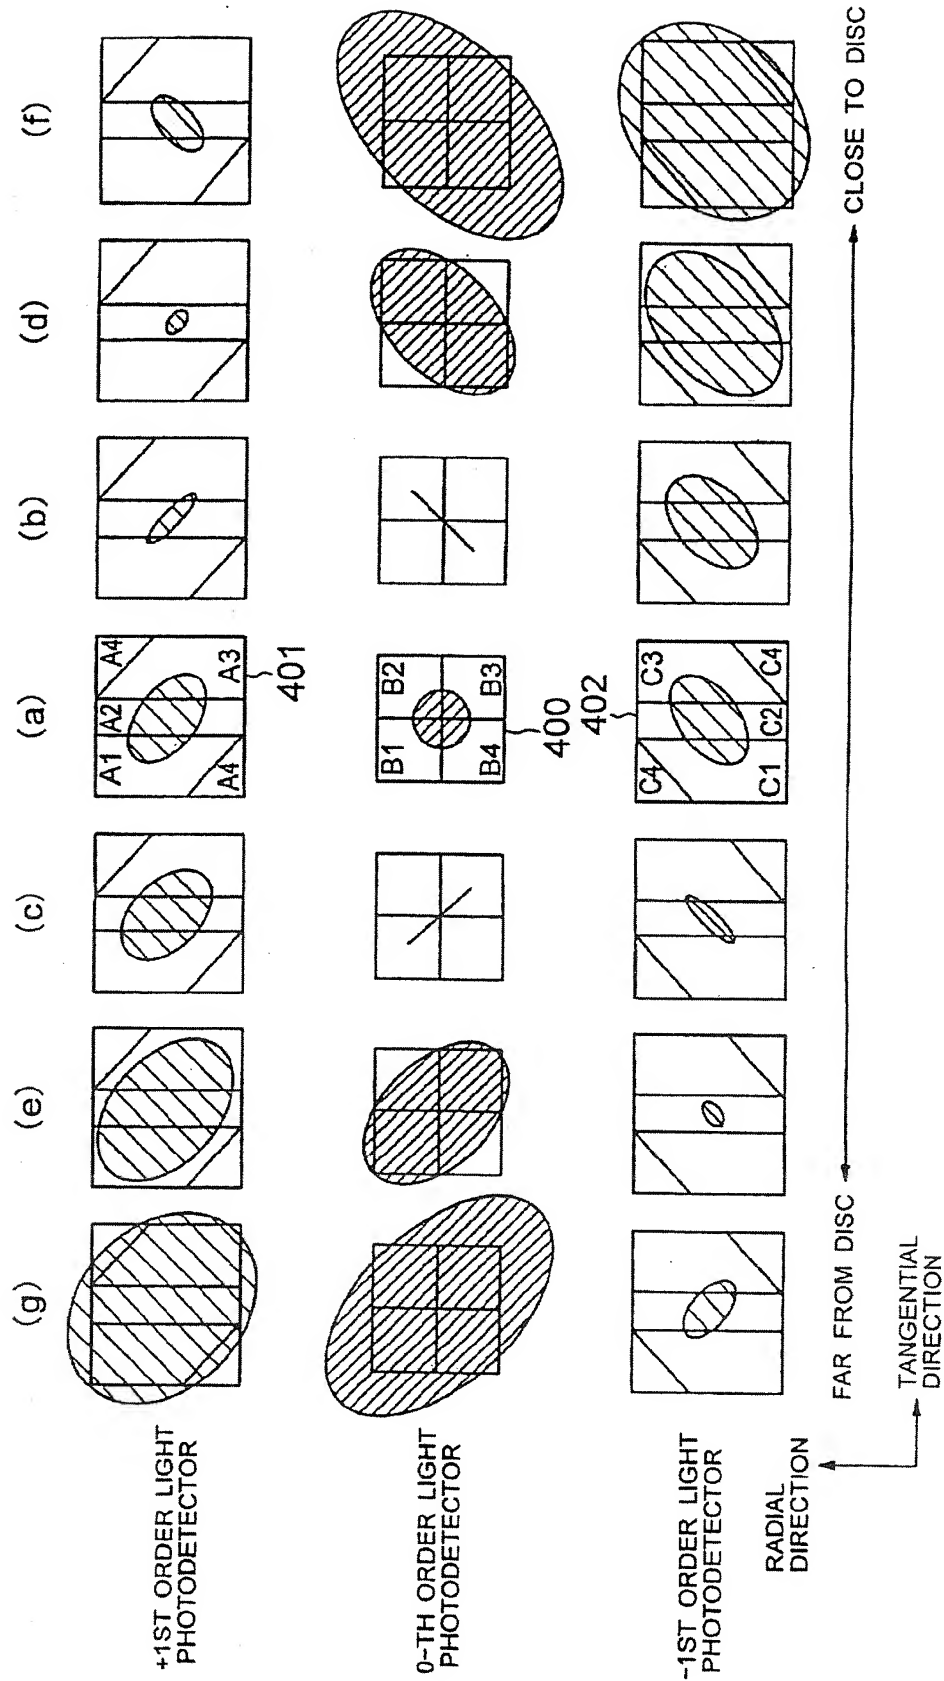 (g)
(e)
(c)
(a)
(b)
(d)
(f)
+1ST ORDER LIGHT
PHOTODETECTOR
A1
A2
A4
A4
A3
401
0-TH ORDER LIGHT
PHOTODETECTOR
B1
B2
B4
B3
400
402
-1ST ORDER LIGHT
PHOTODETECTOR
C4
C3
C1
C2
C4
RADIAL
DIRECTION
FAR FROM DISC
CLOSE TO DISC
TANGENTIAL
DIRECTION